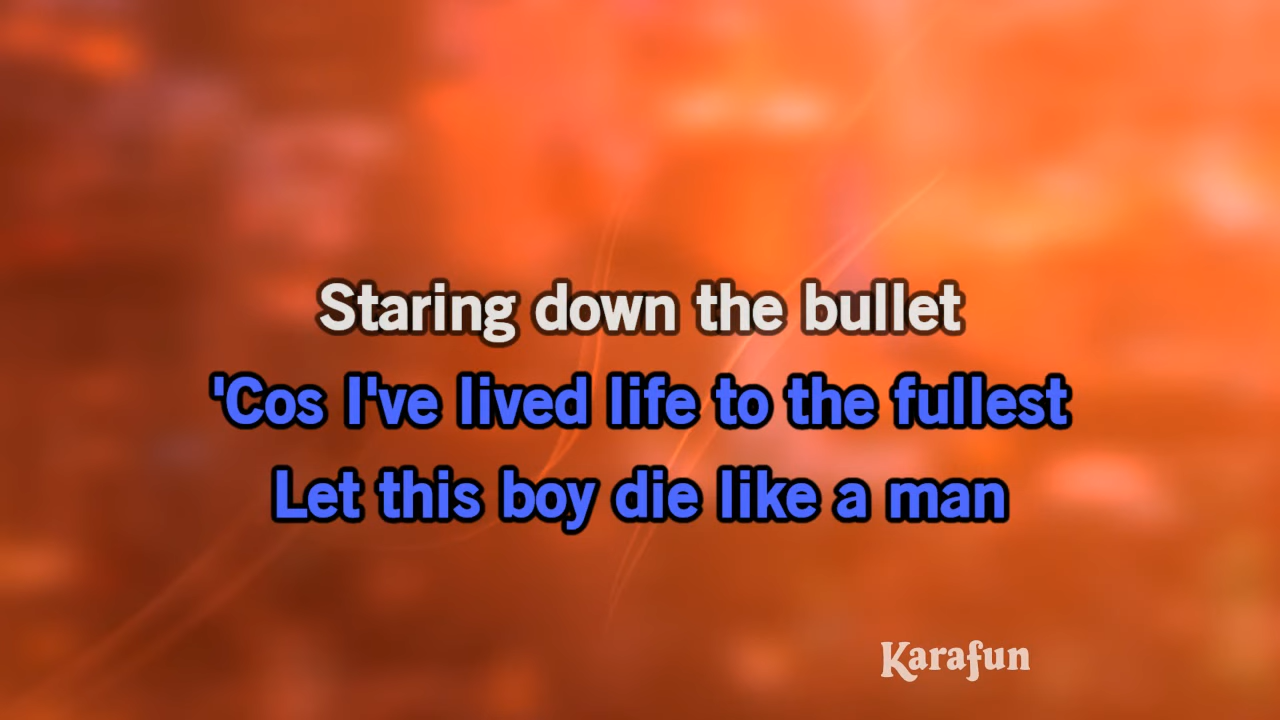 Staring down the bullet
'Cos I've lived life to the fullest
Let this boy die like a man
Karafun